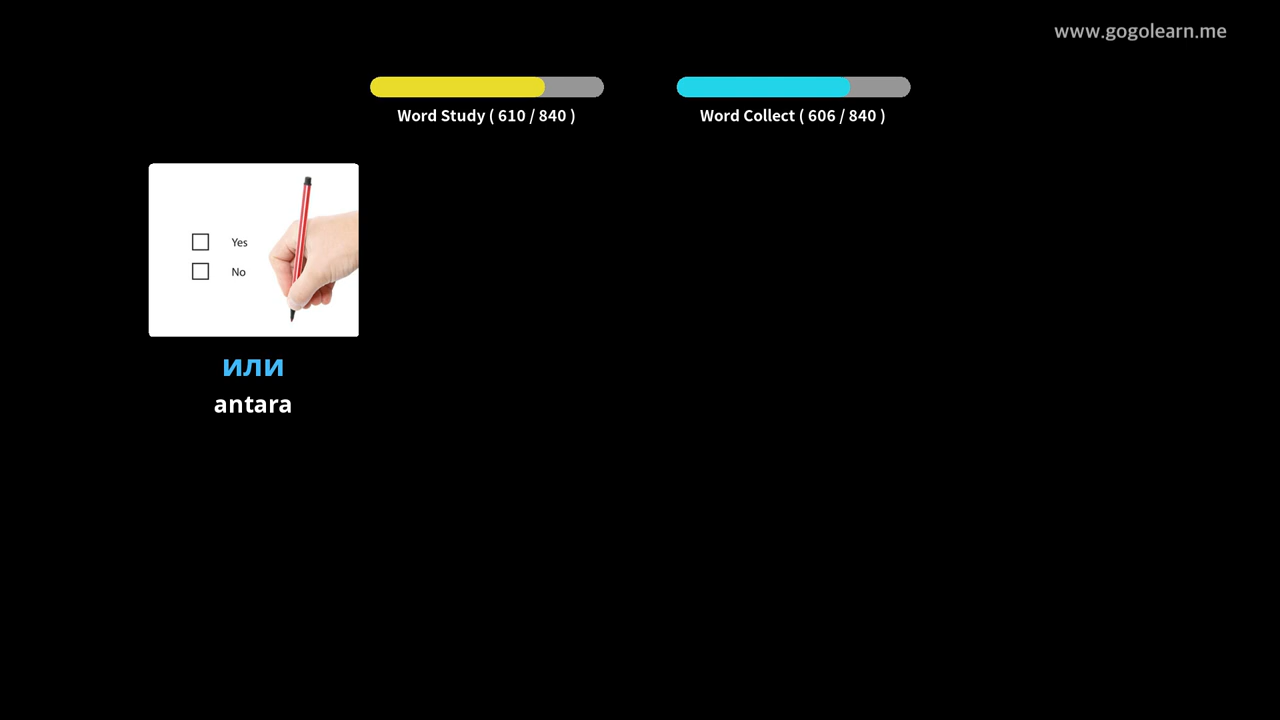 www.gogolearn.me
Word Study ( 610 / 840 )
Word Collect ( 606 / 840 )
Yes
No
или
antara